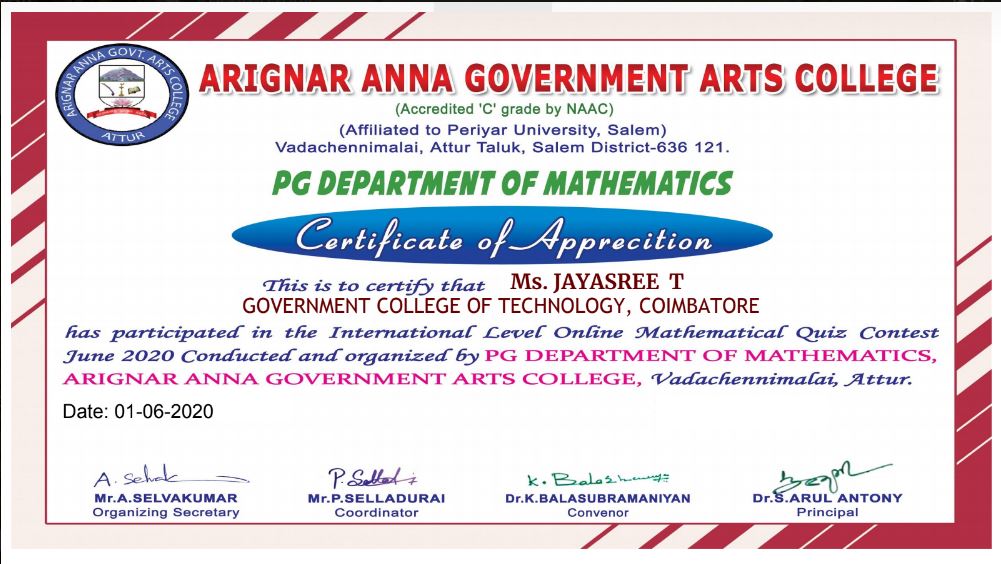 ARIGNAR ANNA GOVT. ARTS COLLEGE
ATTUR
ARIGNAR ANNA GOVERNMENT ARTS COLLEGE
(Accredited 'C' grade by NAAC)
(Affiliated to Periyar University, Salem)
Vadachennimalai, Attur Taluk, Salem District-636 121.
PG DEPARTMENT OF MATHEMATICS
Certificate of Apprecition
This is to certify that Ms. JAYASREE T
GOVERNMENT COLLEGE OF TECHNOLOGY, COIMBATORE
has participated in the International Level Online Mathematical Quiz Contest
June 2020 Conducted and organized by PG DEPARTMENT OF MATHEMATICS,
ARIGNAR ANNA GOVERNMENT ARTS COLLEGE, Vadachennimalai, Attur.
Date: 01-06-2020
Mr.A.SELVAKUMAR Mr.P.SELLADURAI Dr.K.BALASUBRAMANIYAN Dr.S.ARUL ANTONY
Organizing Secretary Coordinator Convenor Principal